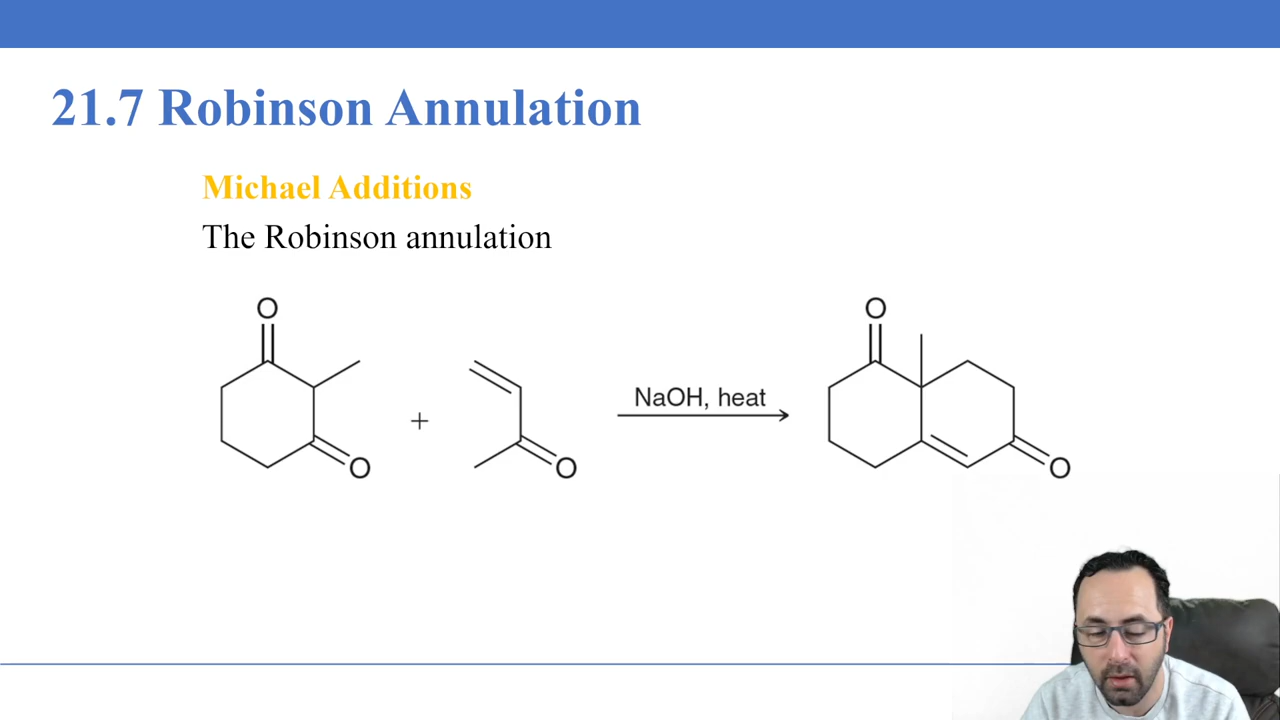 21.7 Robinson Annulation
Michael Additions
The Robinson annulation
O
O
+
O
NaOH, heat
O
O